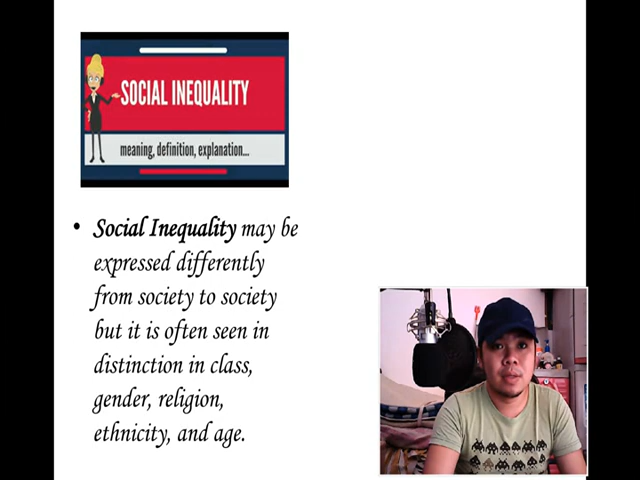 SOCIAL INEQUALITY
meaning, definition, explanation...
• Social Inequality may be
expressed differently
from society to society
but it is often seen in
distinction in class,
gender, religion,
ethnicity, and age.